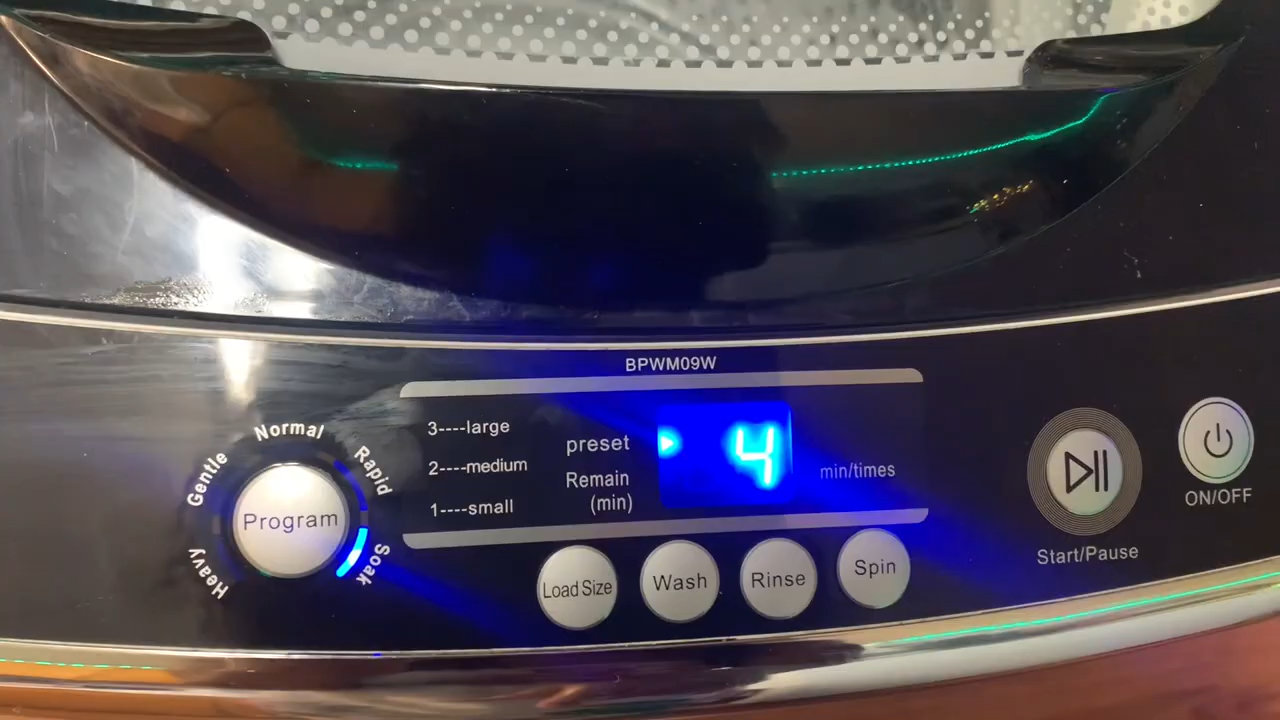 BPWM09W
3----large
2----medium
1----small
preset
Remain
(min)
4
min/times
Normal
Rapid
Gentle
Program
Soak
Heavy
Load Size
Wash
Rinse
Spin
Start/Pause
ON/OFF